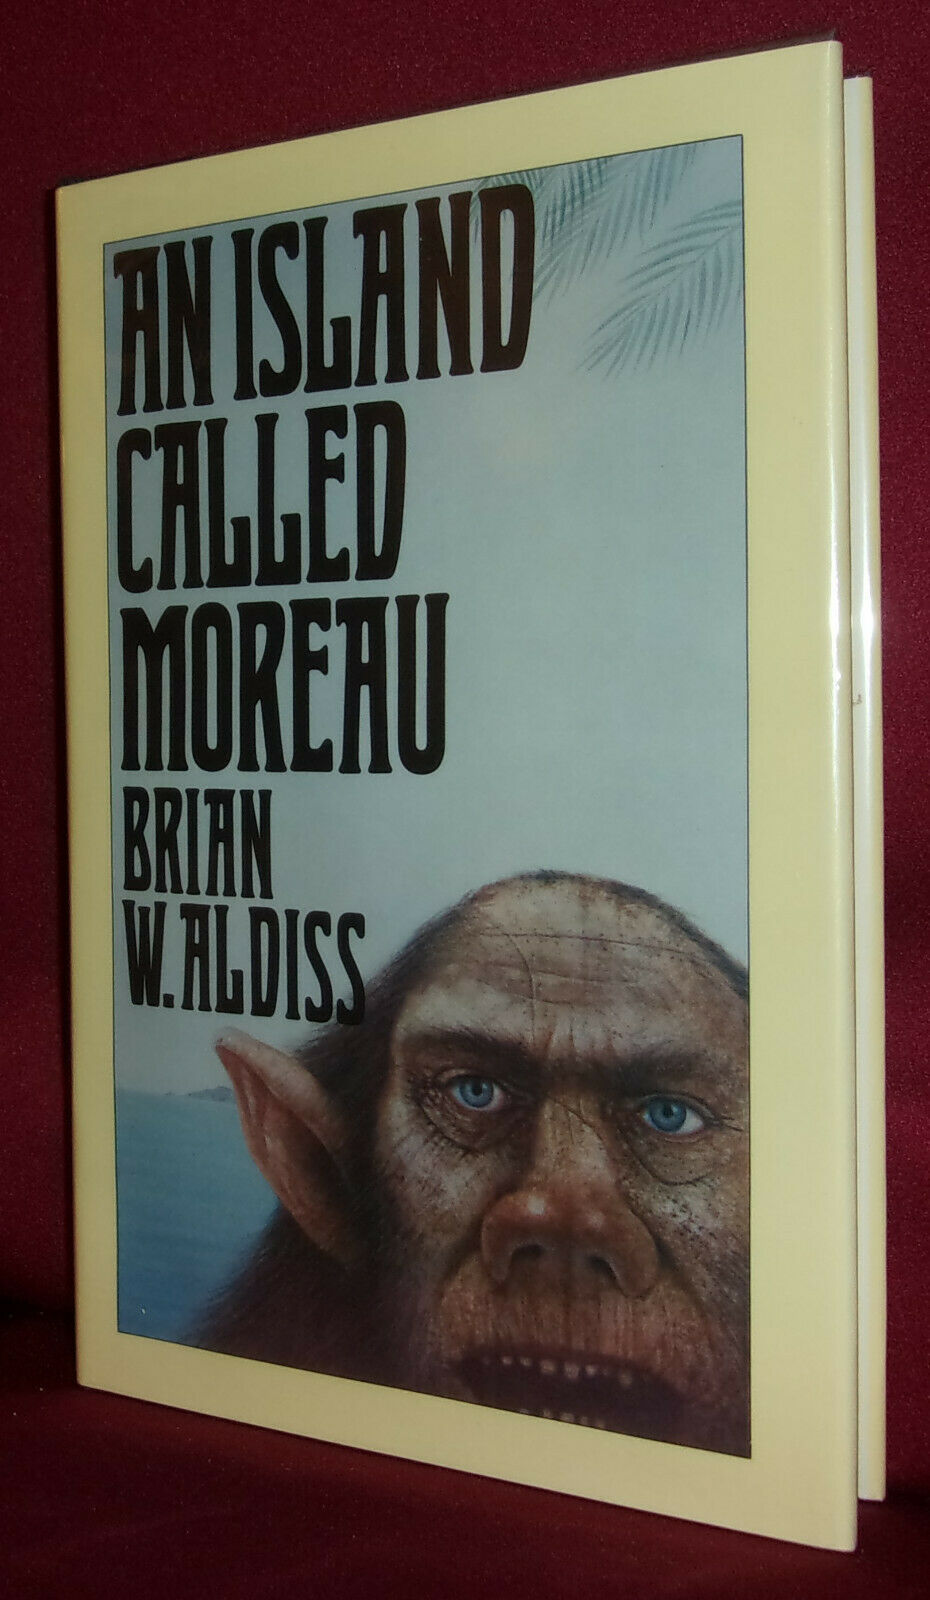 AN ISLAND
CALLED
MOREAU
BRIAN
W. ALDISS